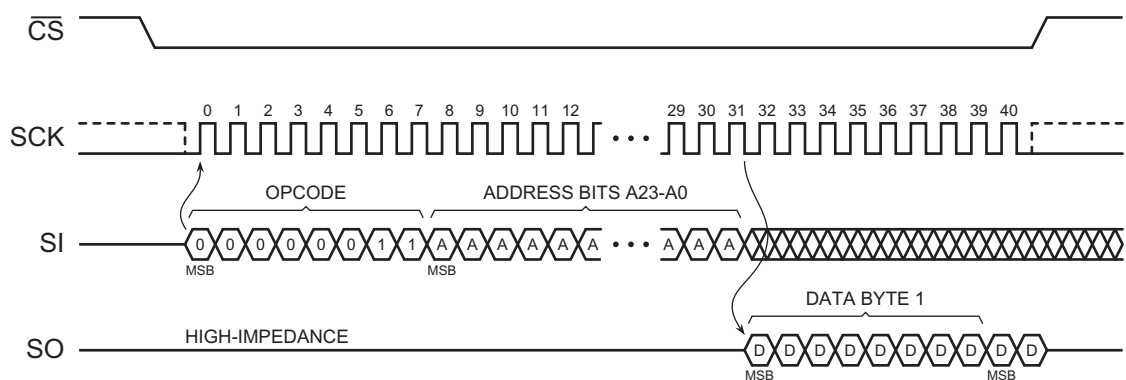 CS
0 1 2 3 4 5 6 7 8 9 10 11 12 29 30 31 32 33 34 35 36 37 38 39 40
SCK
OPCODE ADDRESS BITS A23-A0
SI 0 0 0 0 0 0 1 1 A A A A A A A A A
MSB MSB
DATA BYTE 1
HIGH-IMPEDANCE
SO D D D D D D D D D D
MSB MSB